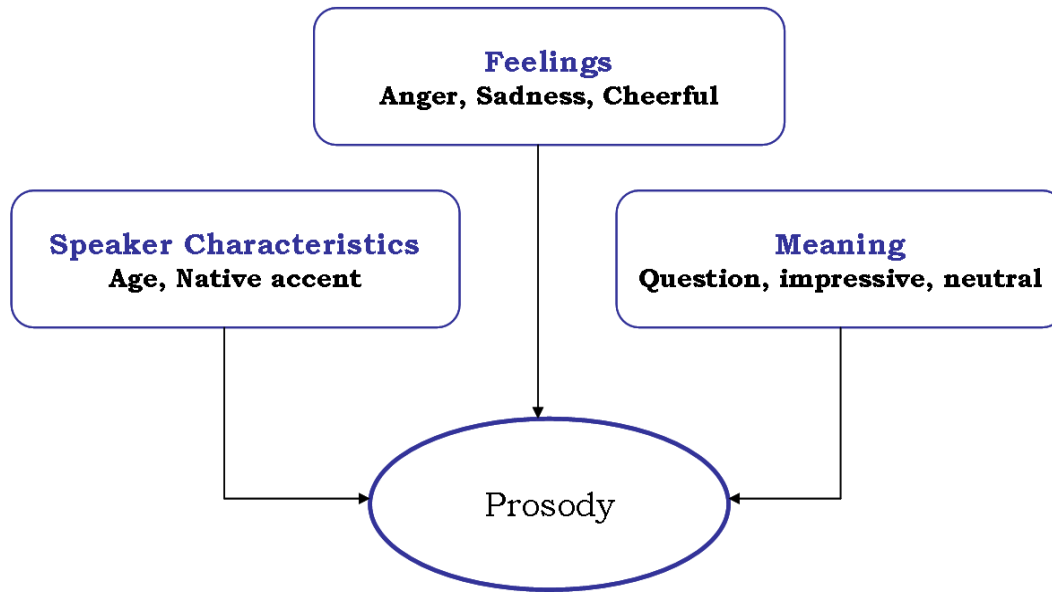 Feelings
Anger, Sadness, Cheerful
Speaker Characteristics
Age, Native accent
Meaning
Question, impressive, neutral
Prosody